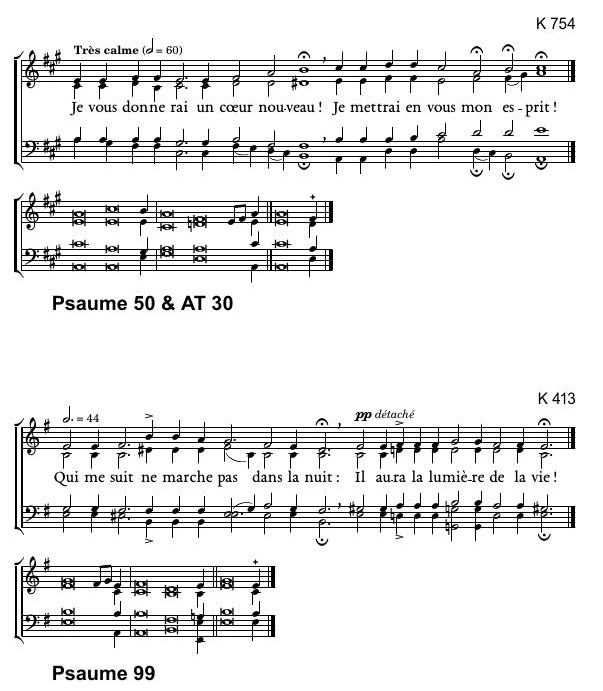 K 754
Très calme (𝅗𝅥 = 60)
Je vous don-ne rai un cœur nou-veau ! Je mettrai en vous mon es-prit !
Psaume 50 & AT 30
K 413
𝅗𝅥. = 44 pp détaché
Qui me suit ne marche pas dans la nuit : Il au-ra la lumiè-re de la vie !
Psaume 99